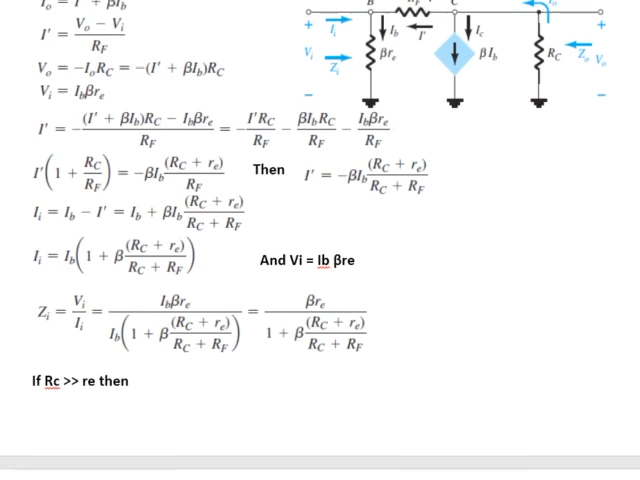 I_o = I' + βI_b
I' = (V_o − V_i) / R_F
V_o = −I_oR_C = −(I' + βI_b)R_C
V_i = I_bβr_e
I' = −((I' + βI_b)R_C − I_bβr_e) / R_F = −I'R_C / R_F − βI_bR_C / R_F − I_bβr_e / R_F
I'(1 + R_C / R_F) = −βI_b (R_C + r_e) / R_F Then I' = −βI_b (R_C + r_e) / (R_C + R_F)
I_i = I_b − I' = I_b + βI_b (R_C + r_e) / (R_C + R_F)
I_i = I_b(1 + β (R_C + r_e) / (R_C + R_F)) And Vi = Ib βre
Z_i = V_i / I_i = I_bβr_e / (I_b(1 + β (R_C + r_e) / (R_C + R_F))) = βr_e / (1 + β (R_C + r_e) / (R_C + R_F))
If Rc >> re then
B
C
+
I_i
I_b
I'
I_c
+
V_i
Z_i
βr_e
βI_b
R_C
Z_o
V_o
−
−